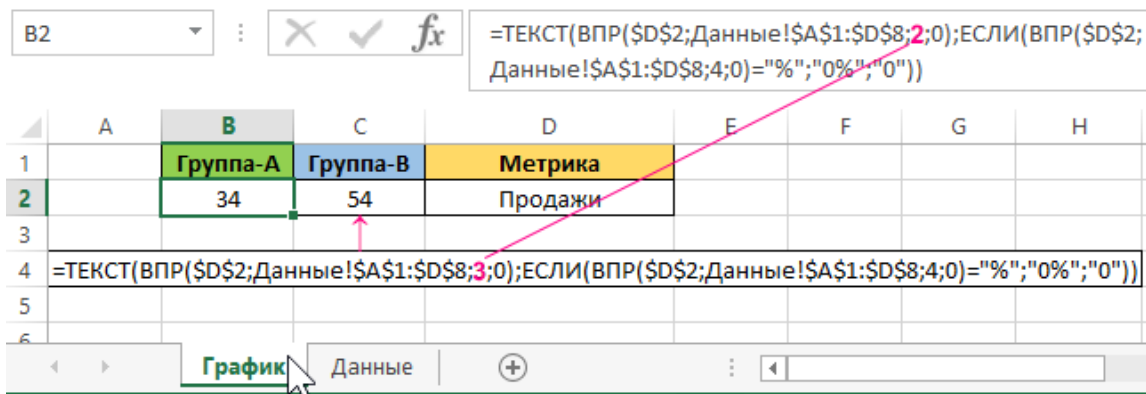 B2 fx =ТЕКСТ(ВПР($D$2;Данные!$A$1:$D$8;2;0);ЕСЛИ(ВПР($D$2;
Данные!$A$1:$D$8;4;0)="%";"0%";"0"))
A B C D E F G H
1 Группа-A Группа-B Метрика
2 34 54 Продажи
3
4 =ТЕКСТ(ВПР($D$2;Данные!$A$1:$D$8;3;0);ЕСЛИ(ВПР($D$2;Данные!$A$1:$D$8;4;0)="%";"0%";"0"))
5
6
График Данные